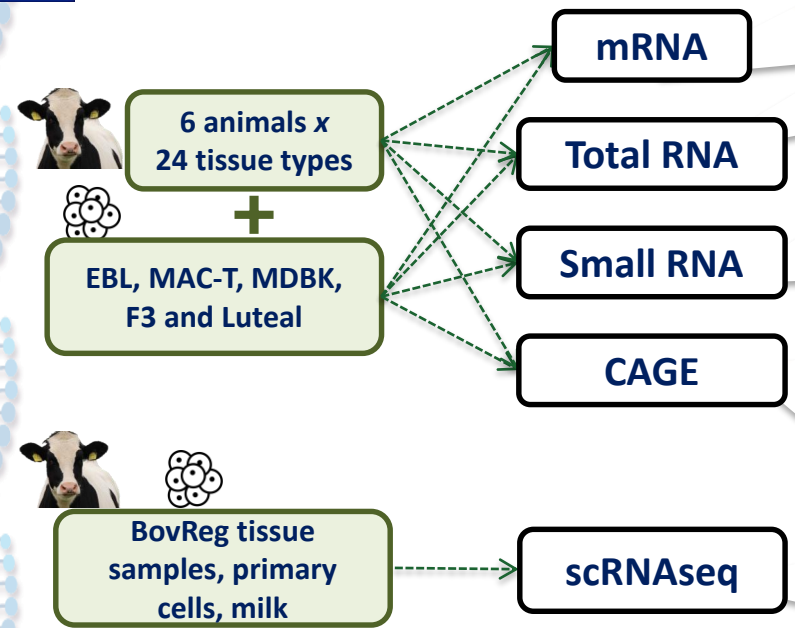 6 animals x
24 tissue types
+
EBL, MAC-T, MDBK,
F3 and Luteal
mRNA
Total RNA
Small RNA
CAGE
BovReg tissue
samples, primary
cells, milk
scRNAseq